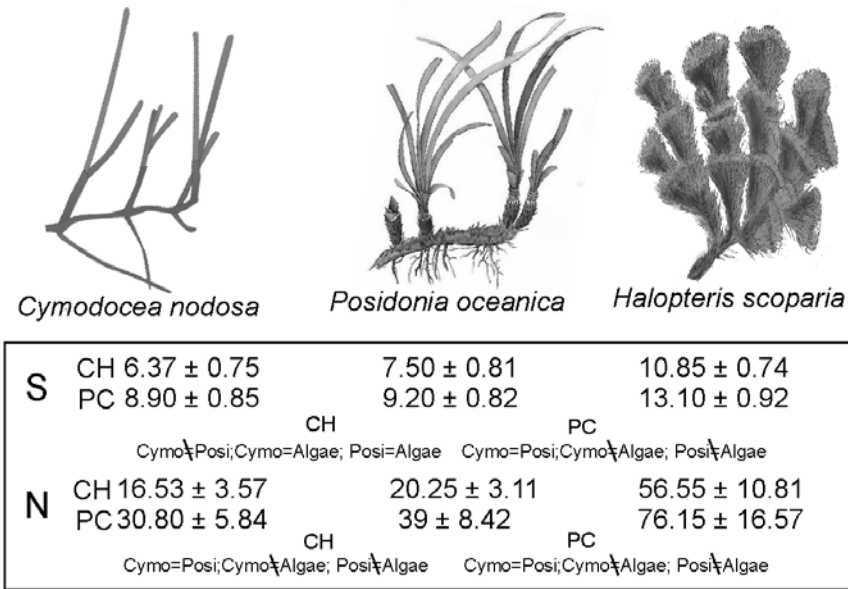 Cymodocea nodosa Posidonia oceanica Halopteris scoparia
S
CH 6.37 ± 0.75 7.50 ± 0.81 10.85 ± 0.74
PC 8.90 ± 0.85 9.20 ± 0.82 13.10 ± 0.92
CH PC
Cymo≠Posi;Cymo=Algae; Posi=Algae Cymo=Posi;Cymo≠Algae; Posi≠Algae
N
CH 16.53 ± 3.57 20.25 ± 3.11 56.55 ± 10.81
PC 30.80 ± 5.84 39 ± 8.42 76.15 ± 16.57
CH PC
Cymo=Posi;Cymo≠Algae; Posi≠Algae Cymo=Posi;Cymo≠Algae; Posi≠Algae